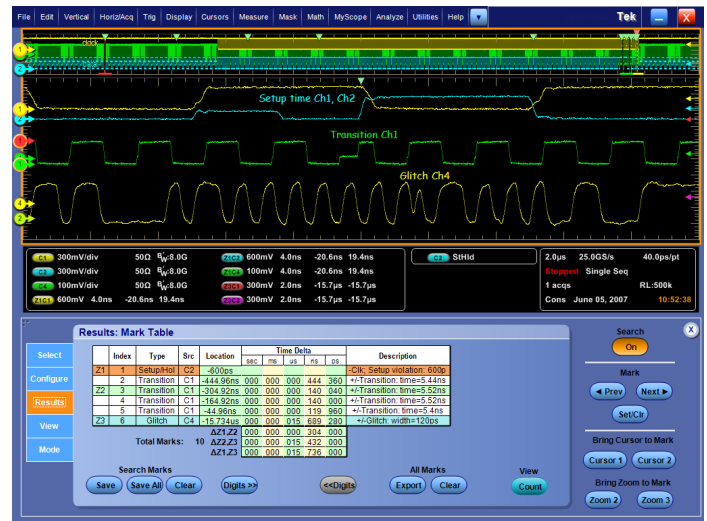 File Edit Vertical Horiz/Acq Trig Display Cursors Measure Mask Math MyScope Analyze Utilities Help Tek X
clock
Setup time Ch1, Ch2
Transition Ch1
Glitch Ch4
C1 300mV/div 50Ω BW:8.0G Z1C2 600mV 4.0ns -20.6ns 19.4ns C3 StHld 2.0µs 25.0GS/s 40.0ps/pt
C2 300mV/div 50Ω BW:8.0G Z1C4 100mV 4.0ns -20.6ns 19.4ns Stopped Single Seq
C4 100mV/div 50Ω BW:8.0G 300mV 2.0ns -15.7µs -15.7µs 1 acqs RL:500k
Z1C1 600mV 4.0ns -20.6ns 19.4ns 300mV 2.0ns -15.7µs -15.7µs Cons June 05, 2007 10:52:38
Results: Mark Table
Select
Configure
Results
View
Mode
Index Type Src Location Time Delta Description
sec ms us ns ps
Z1 1 Setup/Hol C2 -600ps -Clk; Setup violation: 600p
2 Transition C1 -444.96ns 000 000 000 444 360 +/-Transition: time=5.44ns
Z2 3 Transition C1 -304.92ns 000 000 000 140 040 +/-Transition: time=5.52ns
4 Transition C1 -164.92ns 000 000 000 140 000 +/-Transition: time=5.52ns
5 Transition C1 -44.96ns 000 000 000 119 960 +/-Transition: time=5.4ns
Z3 6 Glitch C4 -15.734us 000 000 015 689 280 +/-Glitch: width=120ps
ΔZ1,Z2 000 000 000 304 000
Total Marks: 10 ΔZ2,Z3 000 000 015 432 000
ΔZ1,Z3 000 000 015 736 000
Search Marks
Save Save All Clear Digits >> <<Digits
All Marks
Export Clear
View
Count
Search
On
X
Mark
Prev Next
Set/Clr
Bring Cursor to Mark
Cursor 1 Cursor 2
Bring Zoom to Mark
Zoom 2 Zoom 3